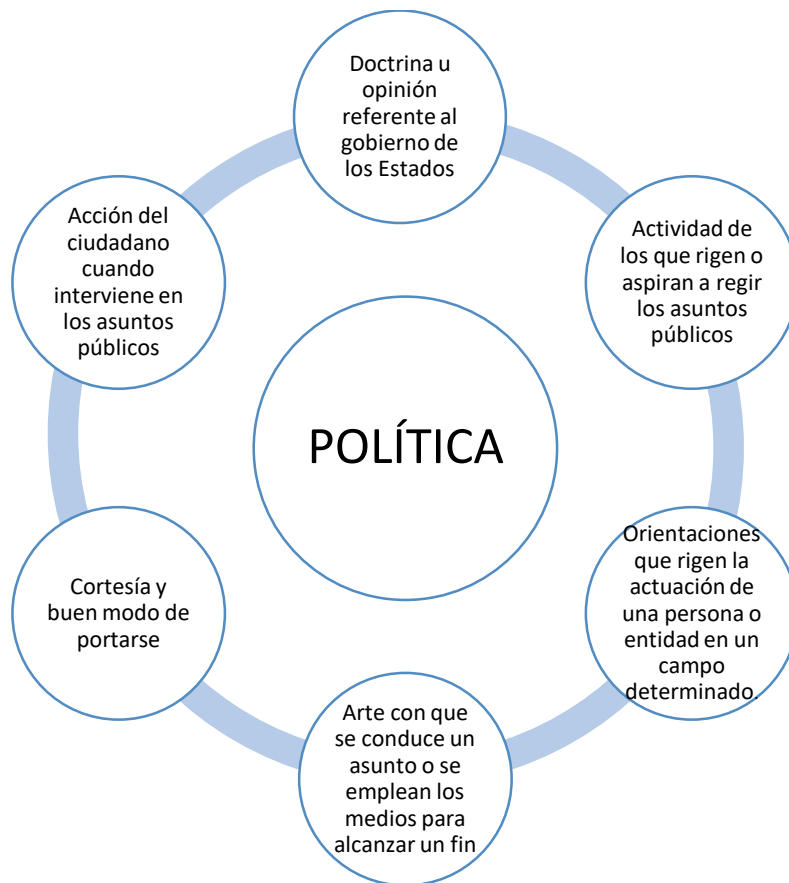 Doctrina u
opinión
referente al
gobierno de
los Estados
Actividad de
los que rigen o
aspiran a regir
los asuntos
públicos
Orientaciones
que rigen la
actuación de
una persona o
entidad en un
campo
determinado.
Arte con que
se conduce un
asunto o se
emplean los
medios para
alcanzar un fin
Cortesía y
buen modo de
portarse
Acción del
ciudadano
cuando
interviene en
los asuntos
públicos
POLÍTICA